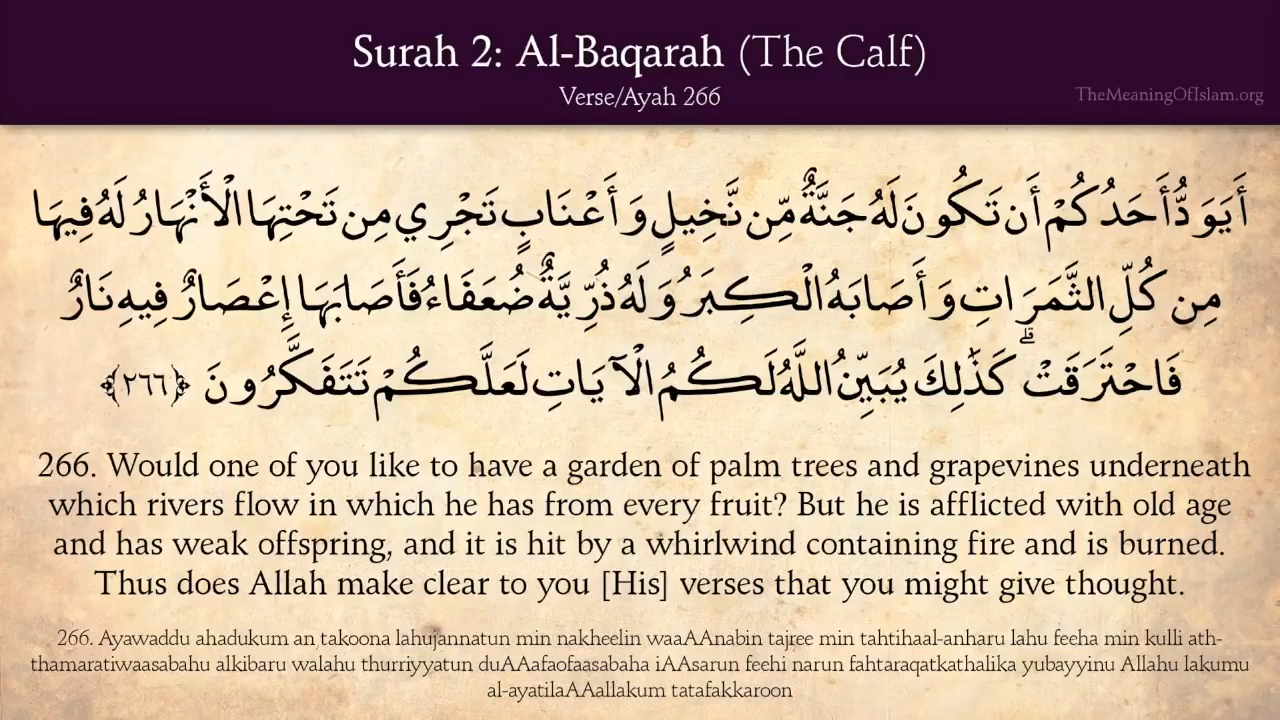 Surah 2: Al-Baqarah (The Calf)
Verse/Ayah 266
TheMeaningOfIslam.org
أَيَوَدُّ أَحَدُكُمْ أَن تَكُونَ لَهُ جَنَّةٌ مِّن نَّخِيلٍ وَأَعْنَابٍ تَجْرِي مِن تَحْتِهَا الْأَنْهَارُ لَهُ فِيهَا
مِن كُلِّ الثَّمَرَاتِ وَأَصَابَهُ الْكِبَرُ وَلَهُ ذُرِّيَّةٌ ضُعَفَاءُ فَأَصَابَهَا إِعْصَارٌ فِيهِ نَارٌ
فَاحْتَرَقَتْ ۗ كَذَٰلِكَ يُبَيِّنُ اللَّهُ لَكُمُ الْآيَاتِ لَعَلَّكُمْ تَتَفَكَّرُونَ ﴿٢٦٦﴾
266. Would one of you like to have a garden of palm trees and grapevines underneath
which rivers flow in which he has from every fruit? But he is afflicted with old age
and has weak offspring, and it is hit by a whirlwind containing fire and is burned.
Thus does Allah make clear to you [His] verses that you might give thought.
266. Ayawaddu ahadukum an takoona lahujannatun min nakheelin waaAAnabin tajree min tahtihaal-anharu lahu feeha min kulli ath-
thamaratiwaasabahu alkibaru walahu thurriyyatun duAAafaofaasabaha iAAsarun feehi narun fahtaraqatkathalika yubayyinu Allahu lakumu
al-ayatilaAAallakum tatafakkaroon